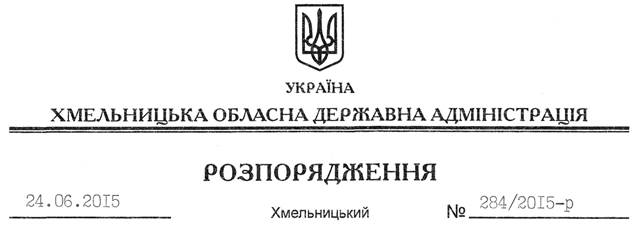 УКРАЇНА
ХМЕЛЬНИЦЬКА ОБЛАСНА ДЕРЖАВНА АДМІНІСТРАЦІЯ
РОЗПОРЯДЖЕННЯ
24.06.2015 Хмельницький № 284/2015-р